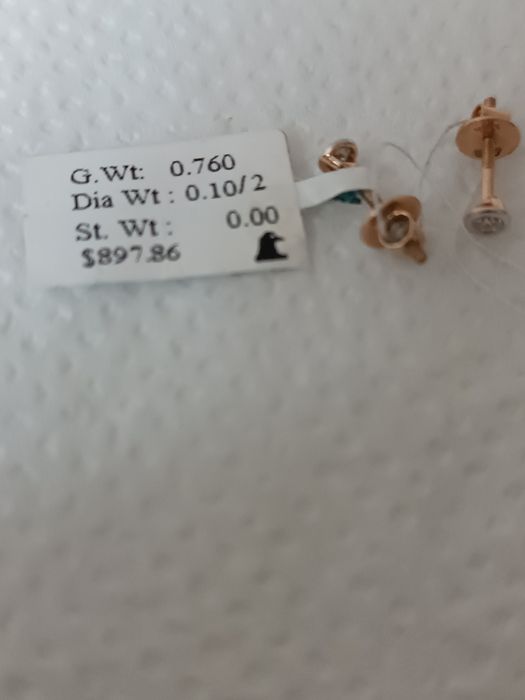 G.Wt: 0.760
Dia Wt : 0.10/2
St. Wt : 0.00
$897.86